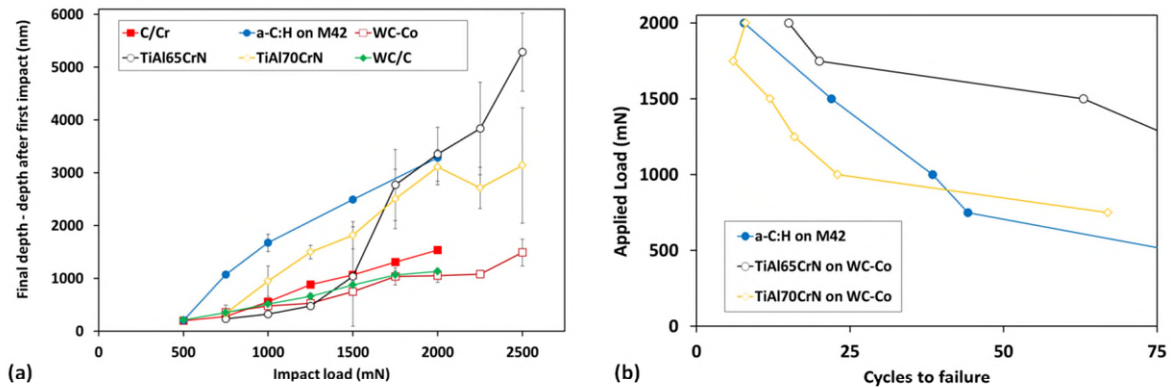 Final depth - depth after first impact (nm)
6000
5000
4000
3000
2000
1000
0
C/Cr a-C:H on M42 WC-Co
TiAl65CrN TiAl70CrN WC/C
0 500 1000 1500 2000 2500
Impact load (mN)
(a)
Applied Load (mN)
2000
1500
1000
500
0
a-C:H on M42
TiAl65CrN on WC-Co
TiAl70CrN on WC-Co
0 25 50 75
Cycles to failure
(b)